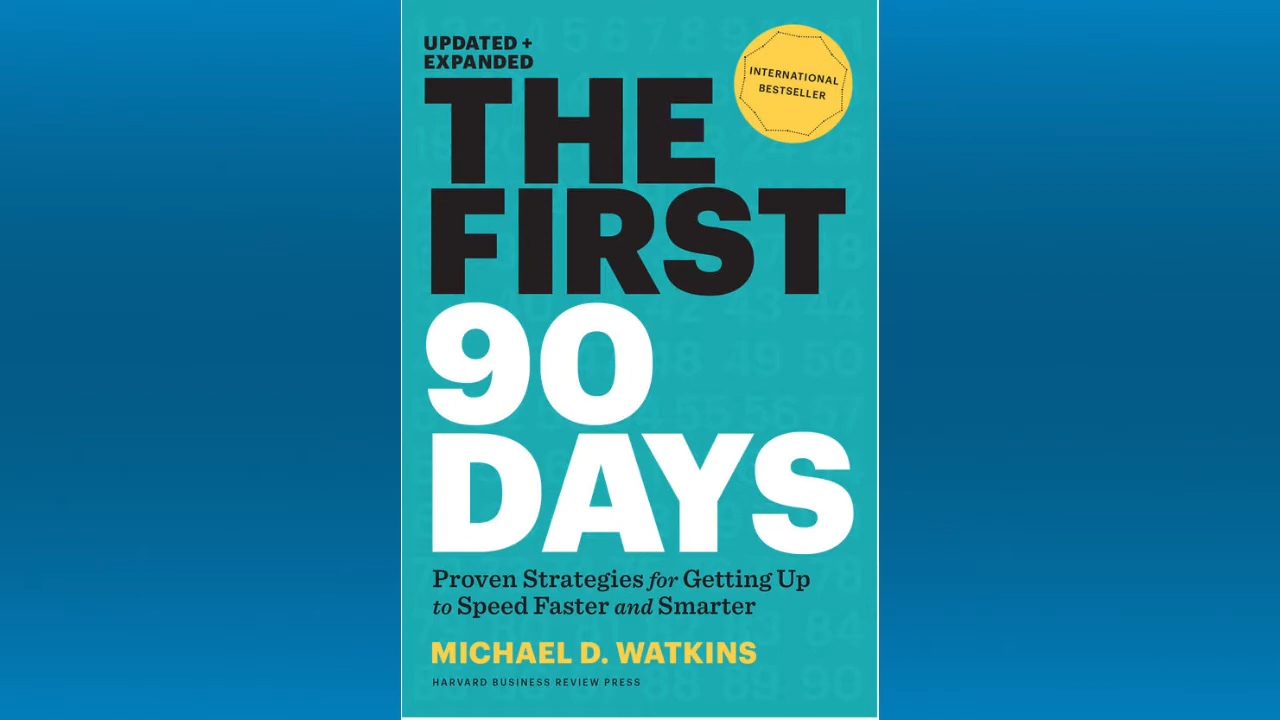 UPDATED +
EXPANDED
INTERNATIONAL
BESTSELLER
THE
FIRST
90
DAYS
Proven Strategies for Getting Up
to Speed Faster and Smarter
MICHAEL D. WATKINS
HARVARD BUSINESS REVIEW PRESS